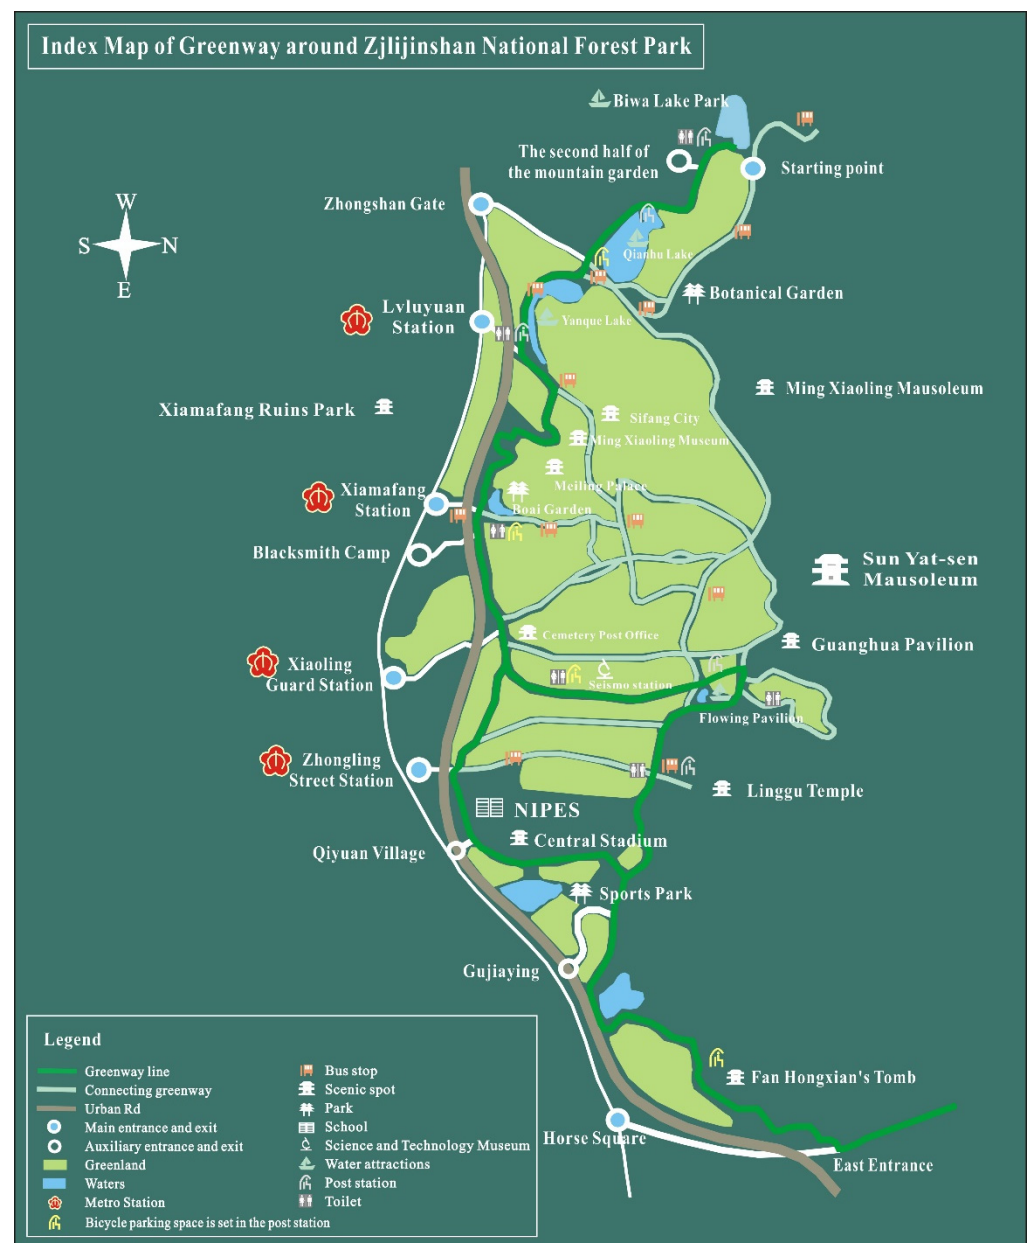 Index Map of Greenway around Zjlijinshan National Forest Park
Biwa Lake Park
The second half of
the mountain garden
Starting point
Zhongshan Gate
W
S
N
E
Qianhu Lake
Botanical Garden
Lvluyuan
Station
Yanque Lake
Ming Xiaoling Mausoleum
Xiamafang Ruins Park
Sifang City
Ming Xiaoling Museum
Meiling Palace
Xiamafang
Station
Boai Garden
Blacksmith Camp
Sun Yat-sen
Mausoleum
Cemetery Post Office
Guanghua Pavilion
Xiaoling
Guard Station
Seismo station
Flowing Pavilion
Zhongling
Street Station
Linggu Temple
NIPES
Central Stadium
Qiyuan Village
Sports Park
Gujiaying
Fan Hongxian's Tomb
Horse Square
East Entrance
Legend
Greenway line
Connecting greenway
Urban Rd
Main entrance and exit
Auxiliary entrance and exit
Greenland
Waters
Metro Station
Bicycle parking space is set in the post station
Bus stop
Scenic spot
Park
School
Science and Technology Museum
Water attractions
Post station
Toilet